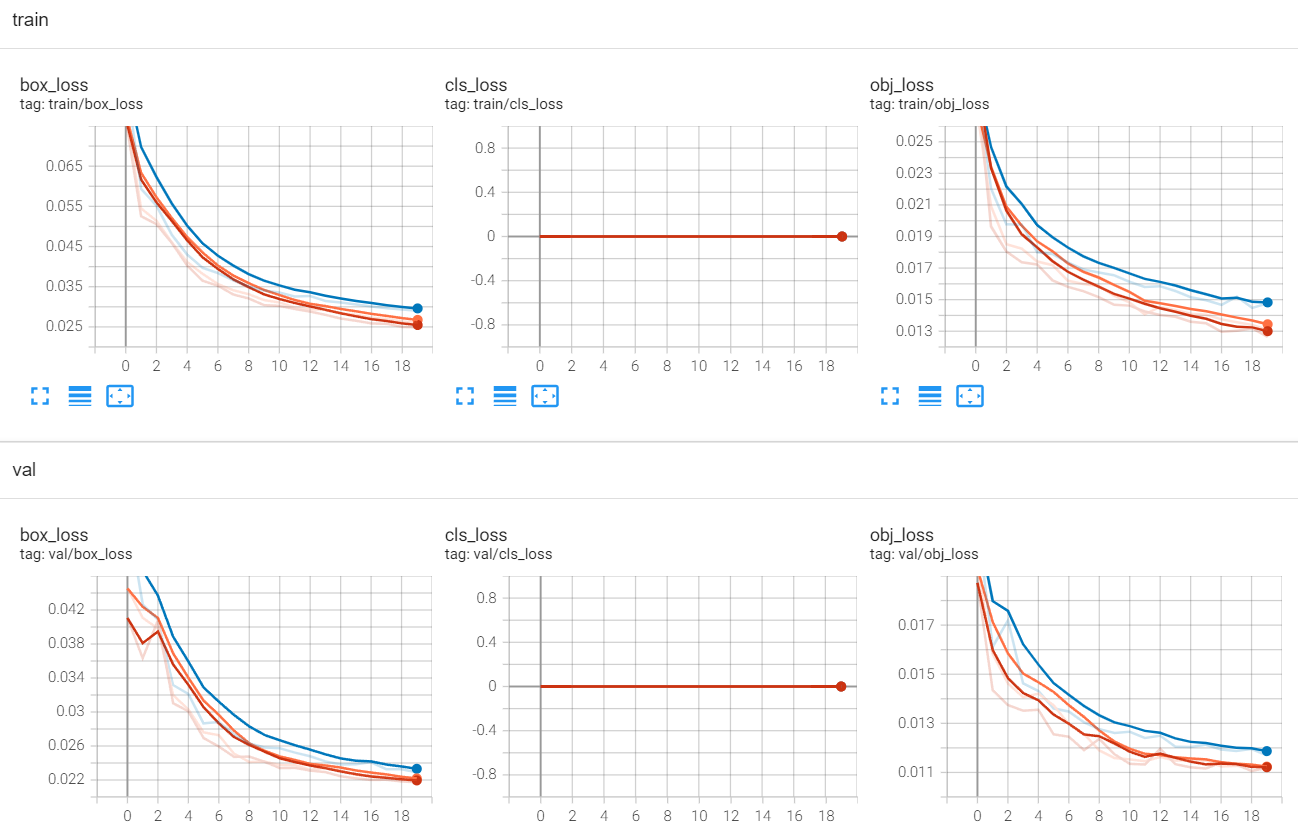 train
box_loss
tag: train/box_loss
0.065
0.055
0.045
0.035
0.025
0 2 4 6 8 10 12 14 16 18
cls_loss
tag: train/cls_loss
0.8
0.4
0
-0.4
-0.8
0 2 4 6 8 10 12 14 16 18
obj_loss
tag: train/obj_loss
0.025
0.023
0.021
0.019
0.017
0.015
0.013
0 2 4 6 8 10 12 14 16 18
val
box_loss
tag: val/box_loss
0.042
0.038
0.034
0.03
0.026
0.022
0 2 4 6 8 10 12 14 16 18
cls_loss
tag: val/cls_loss
0.8
0.4
0
-0.4
-0.8
0 2 4 6 8 10 12 14 16 18
obj_loss
tag: val/obj_loss
0.017
0.015
0.013
0.011
0 2 4 6 8 10 12 14 16 18